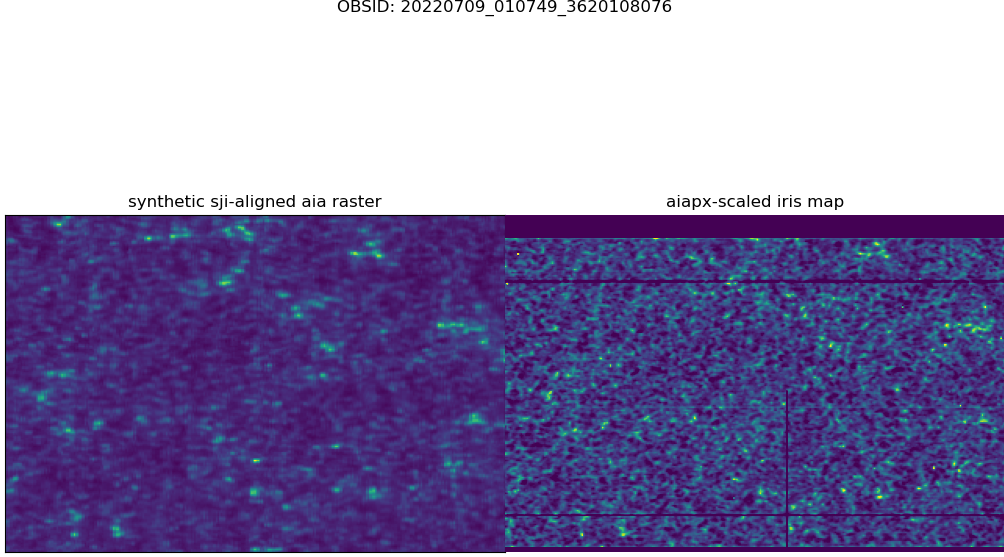 OBSID: 20220709_010749_3620108076
synthetic sji-aligned aia raster
aiapx-scaled iris map